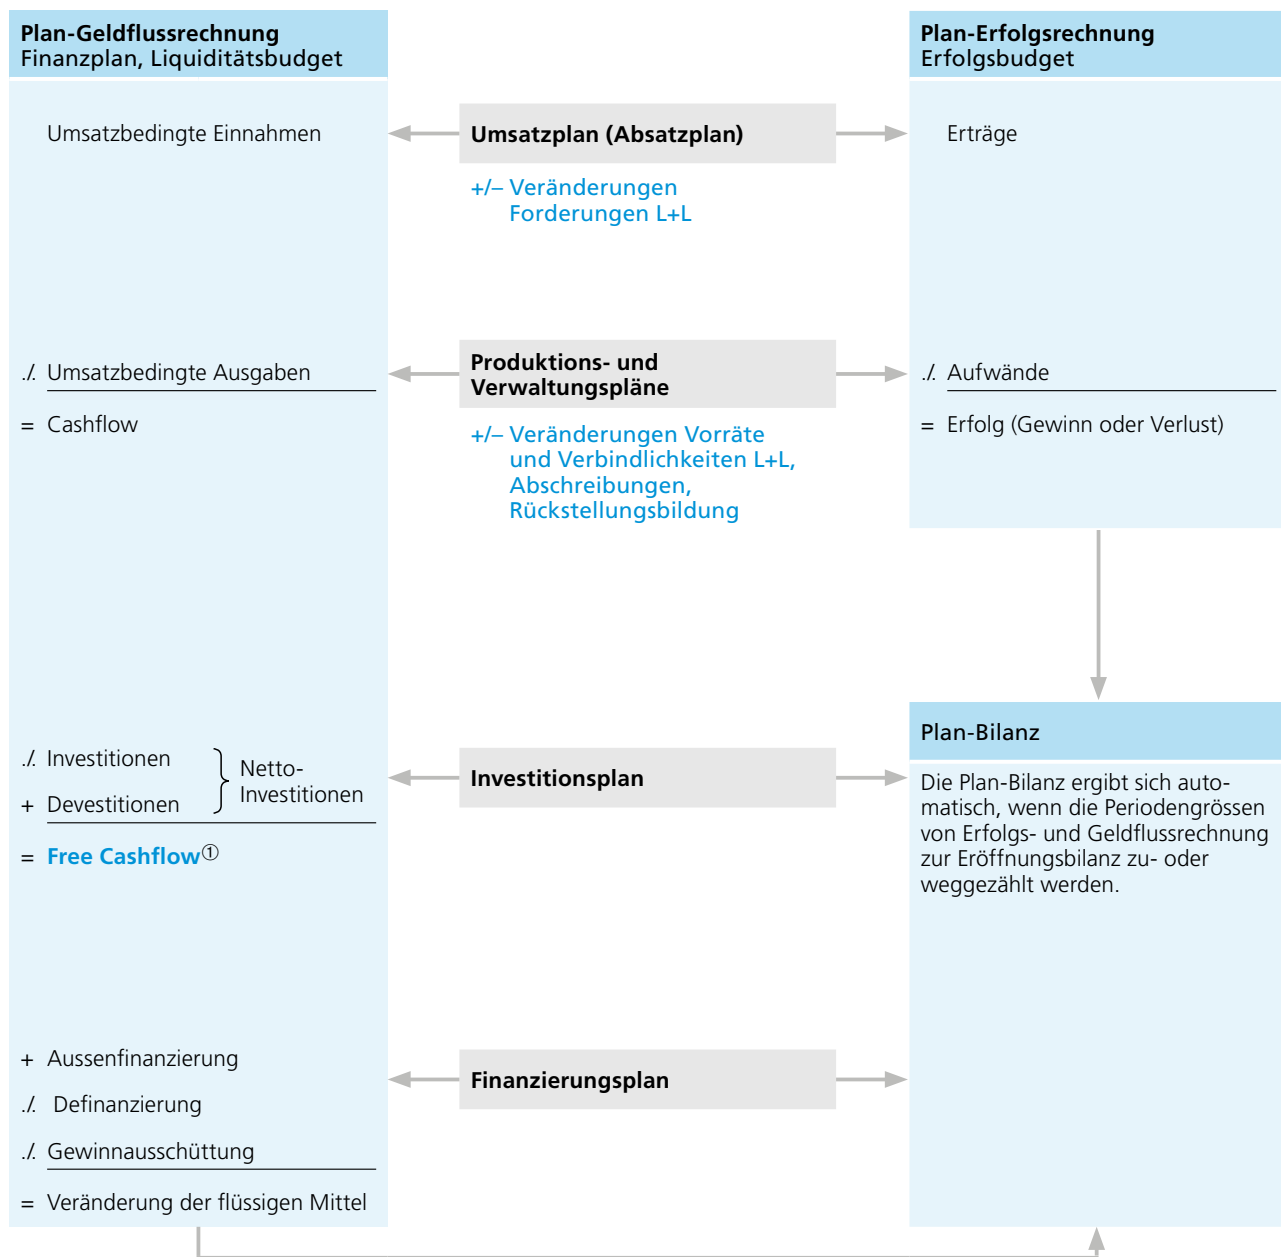 Plan-Geldflussrechnung
Finanzplan, Liquiditätsbudget
Umsatzbedingte Einnahmen
./. Umsatzbedingte Ausgaben
= Cashflow
./. Investitionen
+ Devestitionen
Netto-
Investitionen
= Free Cashflow①
+ Aussenfinanzierung
./. Definanzierung
./. Gewinnausschüttung
= Veränderung der flüssigen Mittel
Umsatzplan (Absatzplan)
+/– Veränderungen
Forderungen L+L
Produktions- und
Verwaltungspläne
+/– Veränderungen Vorräte
und Verbindlichkeiten L+L,
Abschreibungen,
Rückstellungsbildung
Investitionsplan
Finanzierungsplan
Plan-Erfolgsrechnung
Erfolgsbudget
Erträge
./. Aufwände
= Erfolg (Gewinn oder Verlust)
Plan-Bilanz
Die Plan-Bilanz ergibt sich auto-
matisch, wenn die Periodengrössen
von Erfolgs- und Geldflussrechnung
zur Eröffnungsbilanz zu- oder
weggezählt werden.